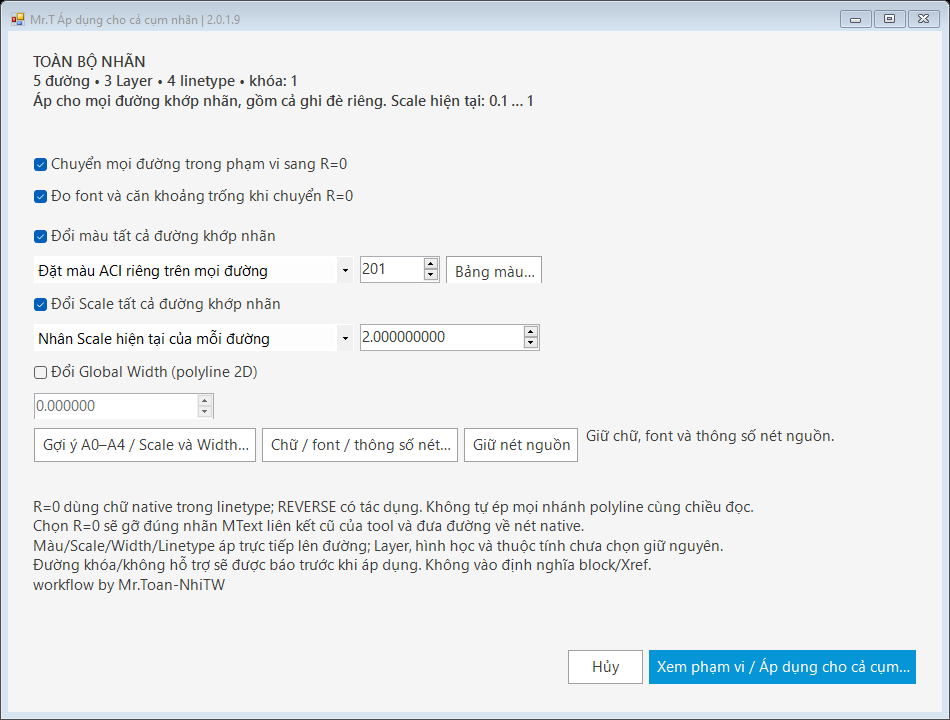 Mr.T Áp dụng cho cả cụm nhãn | 2.0.1.9
TOÀN BỘ NHÃN
5 đường • 3 Layer • 4 linetype • khóa: 1
Áp cho mọi đường khớp nhãn, gồm cả ghi đè riêng. Scale hiện tại: 0.1 ... 1
Chuyển mọi đường trong phạm vi sang R=0
Đo font và căn khoảng trống khi chuyển R=0
Đổi màu tất cả đường khớp nhãn
Đặt màu ACI riêng trên mọi đường 201 Bảng màu...
Đổi Scale tất cả đường khớp nhãn
Nhân Scale hiện tại của mỗi đường 2.000000000
Đổi Global Width (polyline 2D)
0.000000
Gợi ý A0–A4 / Scale và Width... Chữ / font / thông số nét... Giữ nét nguồn Giữ chữ, font và thông số nét nguồn.
R=0 dùng chữ native trong linetype; REVERSE có tác dụng. Không tự ép mọi nhánh polyline cùng chiều đọc.
Chọn R=0 sẽ gỡ đúng nhãn MText liên kết cũ của tool và đưa đường về nét native.
Màu/Scale/Width/Linetype áp trực tiếp lên đường; Layer, hình học và thuộc tính chưa chọn giữ nguyên.
Đường khóa/không hỗ trợ sẽ được báo trước khi áp dụng. Không vào định nghĩa block/Xref.
workflow by Mr.Toan-NhiTW
Hủy Xem phạm vi / Áp dụng cho cả cụm...